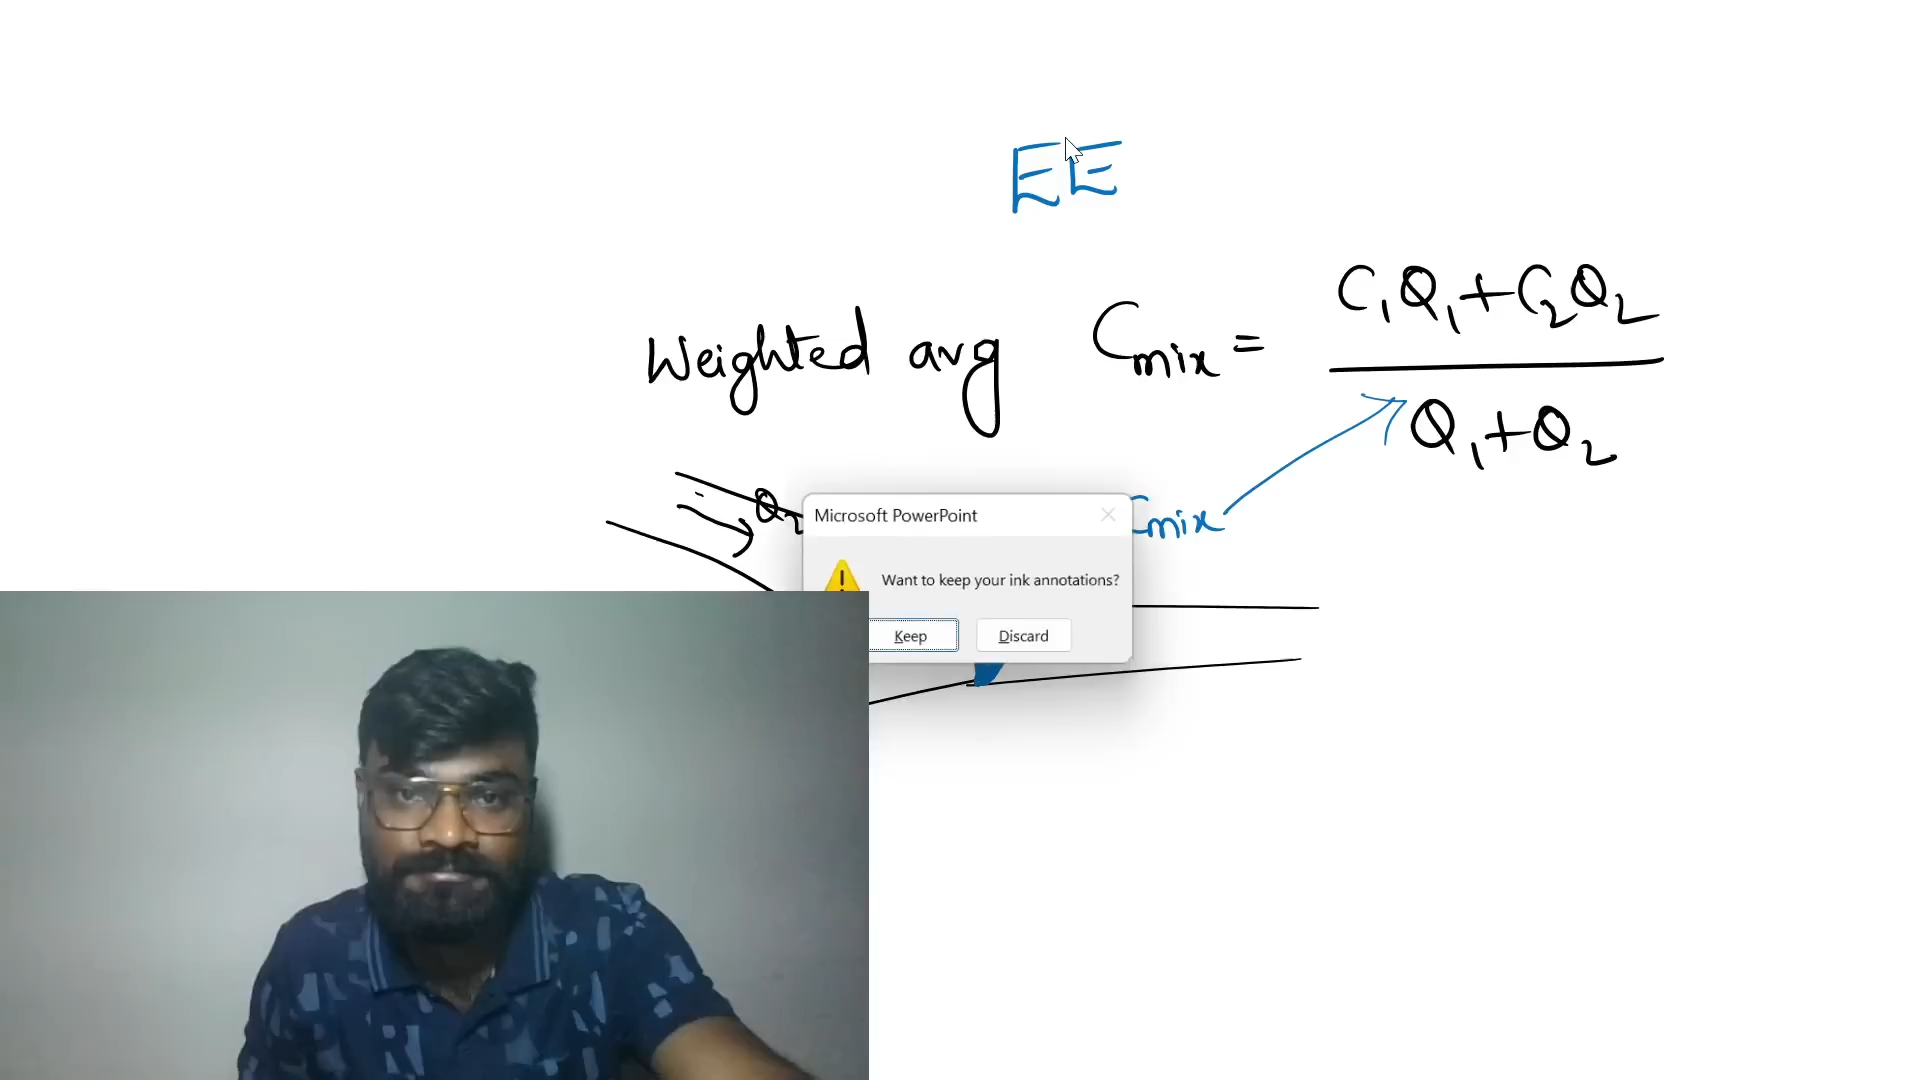 EE
Weighted avg Cmix = C1Q1+C2Q2
Q1+Q2
Q2
Cmix
Microsoft PowerPoint
Want to keep your ink annotations?
Keep Discard